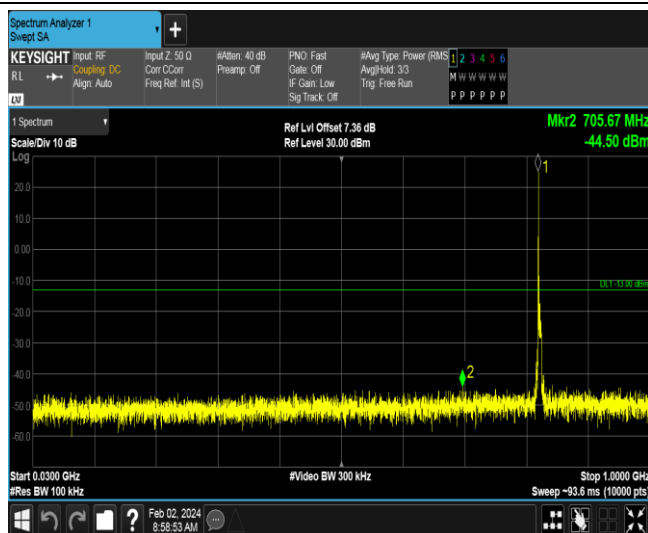 Spectrum Analyzer 1
Swept SA
+
KEYSIGHT
RL
LXI
Input: RF
Coupling: DC
Align: Auto
Input Z: 50 Ω
Corr CCorr
Freq Ref: Int (S)
#Atten: 40 dB
Preamp: Off
PNO: Fast
Gate: Off
IF Gain: Low
Sig Track: Off
#Avg Type: Power (RMS
Avg|Hold: 3/3
Trig: Free Run
1 2 3 4 5 6
M W W W W W
P P P P P P
1 Spectrum
Scale/Div 10 dB
Ref Lvl Offset 7.36 dB
Ref Level 30.00 dBm
Mkr2 705.67 MHz
-44.50 dBm
Log
1
20.0
10.0
0.00
-10.0
DL1 -13.00 dBm
-20.0
-30.0
-40.0
2
-50.0
-60.0
Start 0.0300 GHz
#Res BW 100 kHz
#Video BW 300 kHz
Stop 1.0000 GHz
Sweep ~93.6 ms (10000 pts)
?
Feb 02, 2024
8:58:53 AM